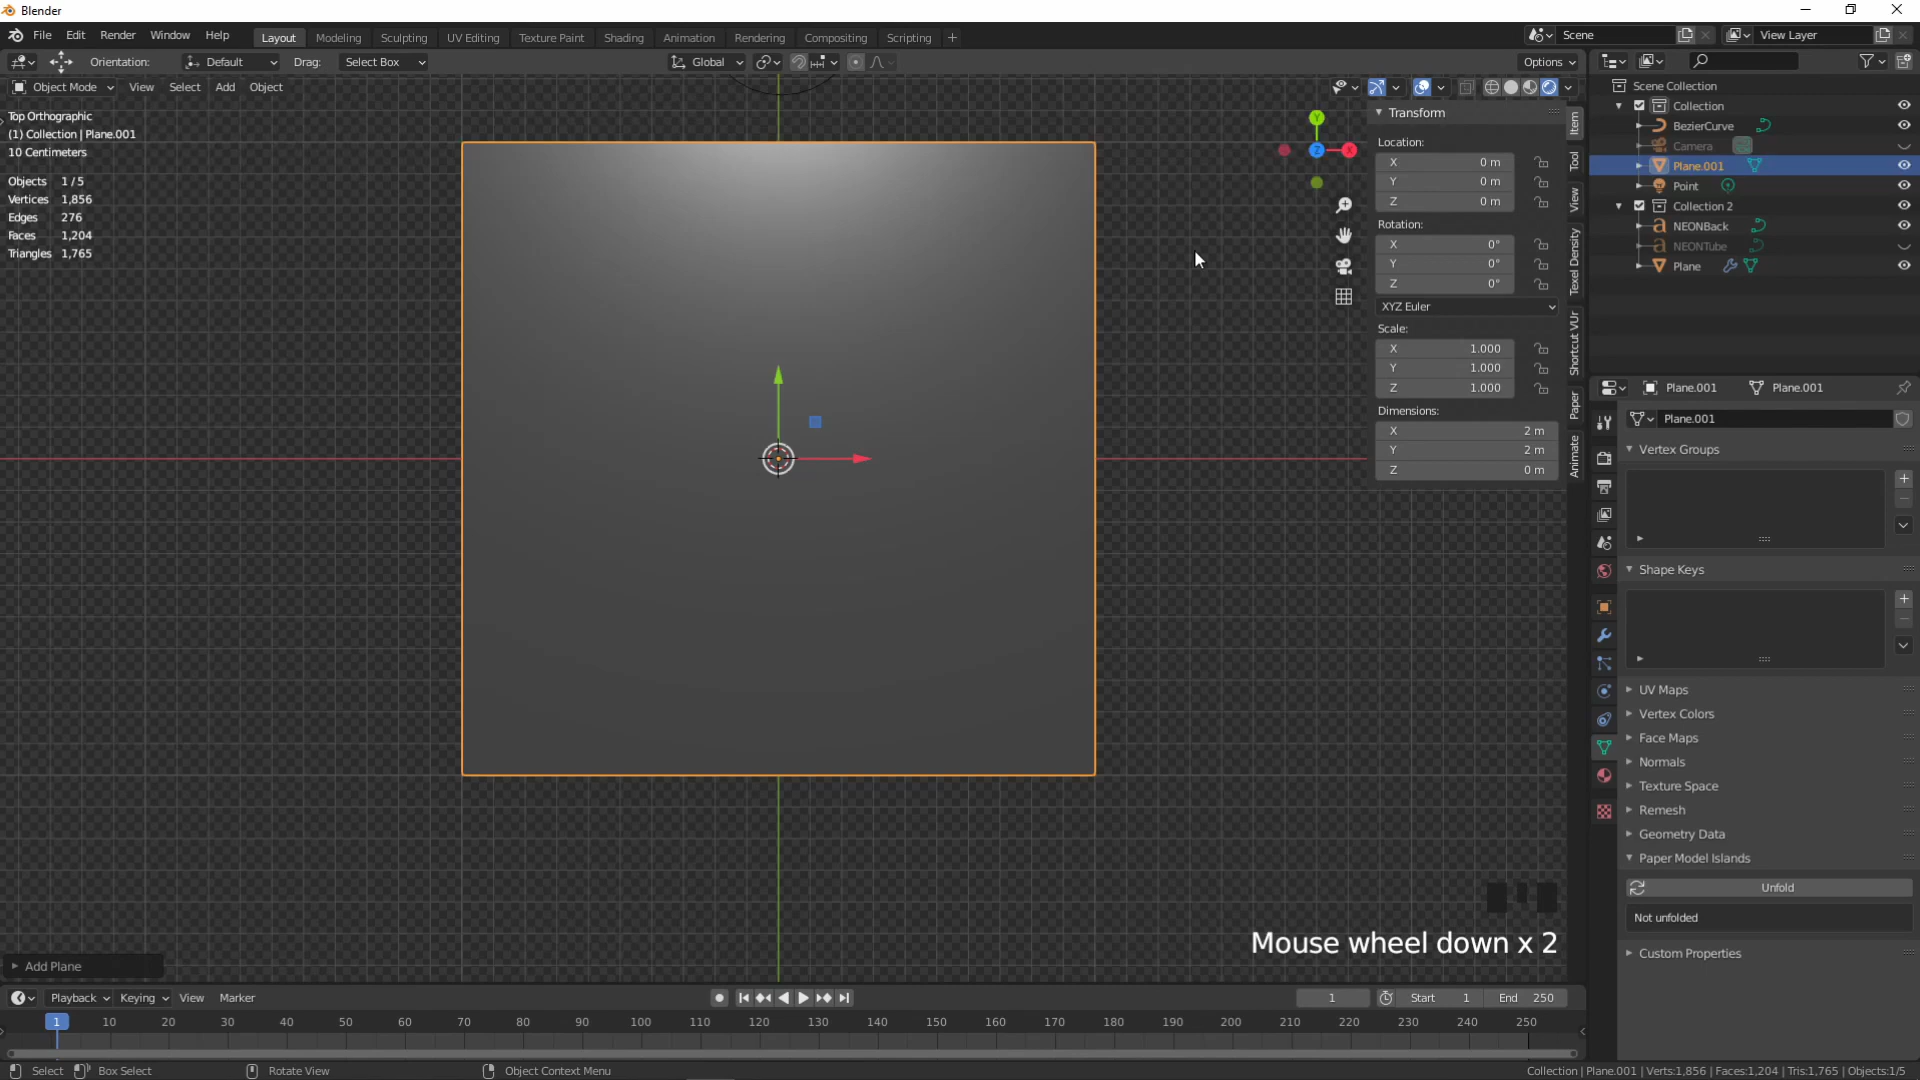 Blender
File Edit Render Window Help Layout Modeling Sculpting UV Editing Texture Paint Shading Animation Rendering Compositing Scripting + Scene View Layer
Orientation: Default Drag: Select Box Global Options
Object Mode View Select Add Object
Top Orthographic
(1) Collection | Plane.001
10 Centimeters
Objects 1/5
Vertices 1,856
Edges 276
Faces 1,204
Triangles 1,765
Y
Z X
Transform
Location:
X 0 m
Y 0 m
Z 0 m
Rotation:
X 0°
Y 0°
Z 0°
XYZ Euler
Scale:
X 1.000
Y 1.000
Z 1.000
Dimensions:
X 2 m
Y 2 m
Z 0 m
Item
Tool
View
Texel Density
Shortcut VUr
Paper
Animate
Scene Collection
Collection
BezierCurve
Camera
Plane.001
Point
Collection 2
NEONBack
NEONTube
Plane
Plane.001 Plane.001
Plane.001
Vertex Groups
Shape Keys
UV Maps
Vertex Colors
Face Maps
Normals
Texture Space
Remesh
Geometry Data
Paper Model Islands
Unfold
Not unfolded
Custom Properties
Mouse wheel down x 2
Add Plane
Playback Keying View Marker 1 Start 1 End 250
1 10 20 30 40 50 60 70 80 90 100 110 120 130 140 150 160 170 180 190 200 210 220 230 240 250
Select Box Select Rotate View Object Context Menu Collection | Plane.001 | Verts:1,856 | Faces:1,204 | Tris:1,765 | Objects:1/5